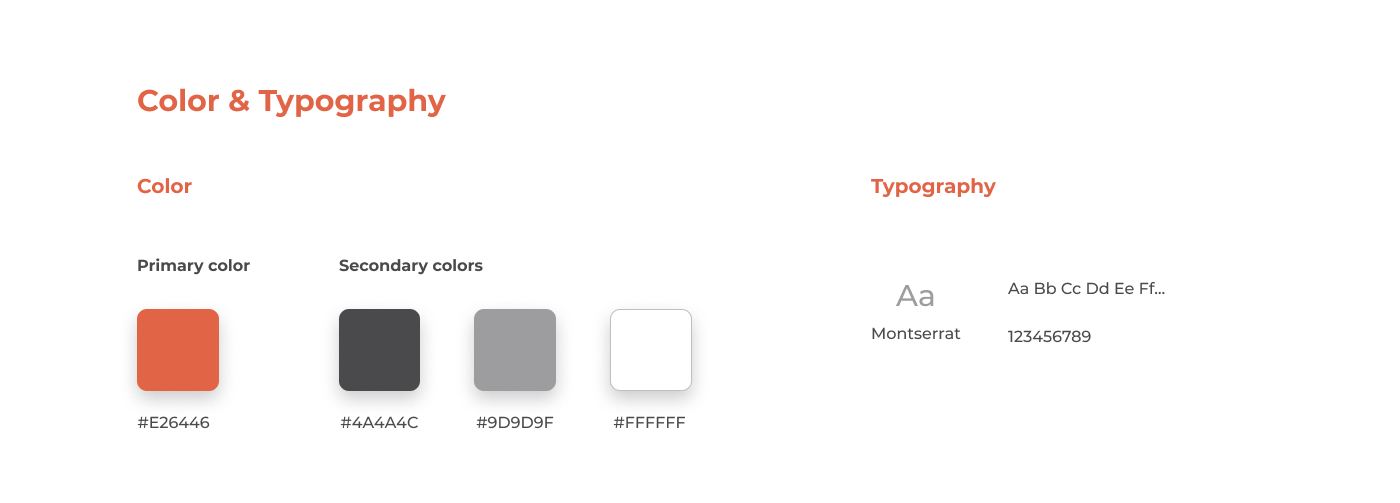 Color & Typography
Color
Primary color
Secondary colors
#E26446
#4A4A4C
#9D9D9F
#FFFFFF
Typography
Aa
Montserrat
Aa Bb Cc Dd Ee Ff...
123456789